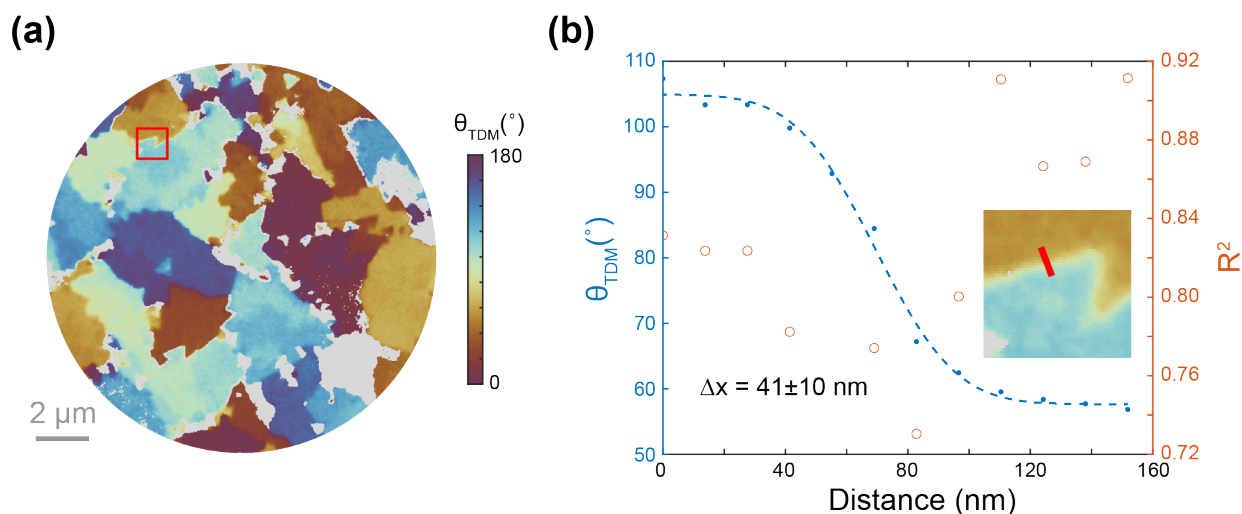 (a)
θTDM(°)
180
0
2 μm
(b)
110
100
90
80
70
60
50
θTDM(°)
0
40
80
120
160
Distance (nm)
0.92
0.88
0.84
0.80
0.76
0.72
R²
Δx = 41±10 nm